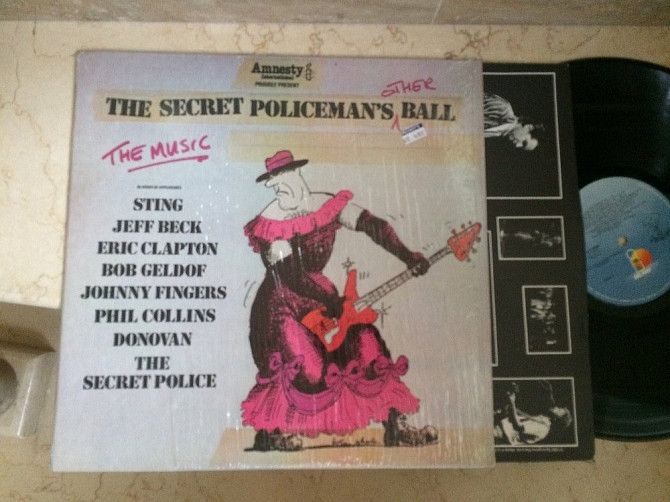 Amnesty
International
PROUDLY PRESENT
OTHER
THE SECRET POLICEMAN'S BALL
THE MUSIC
STING
JEFF BECK
ERIC CLAPTON
BOB GELDOF
JOHNNY FINGERS
PHIL COLLINS
DONOVAN
THE
SECRET POLICE